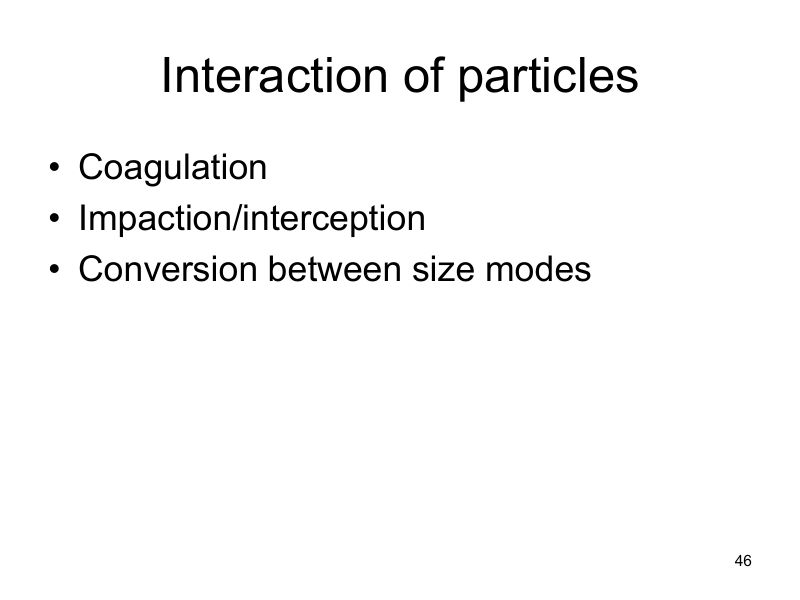 Interaction of particles
• Coagulation
• Impaction/interception
• Conversion between size modes
46